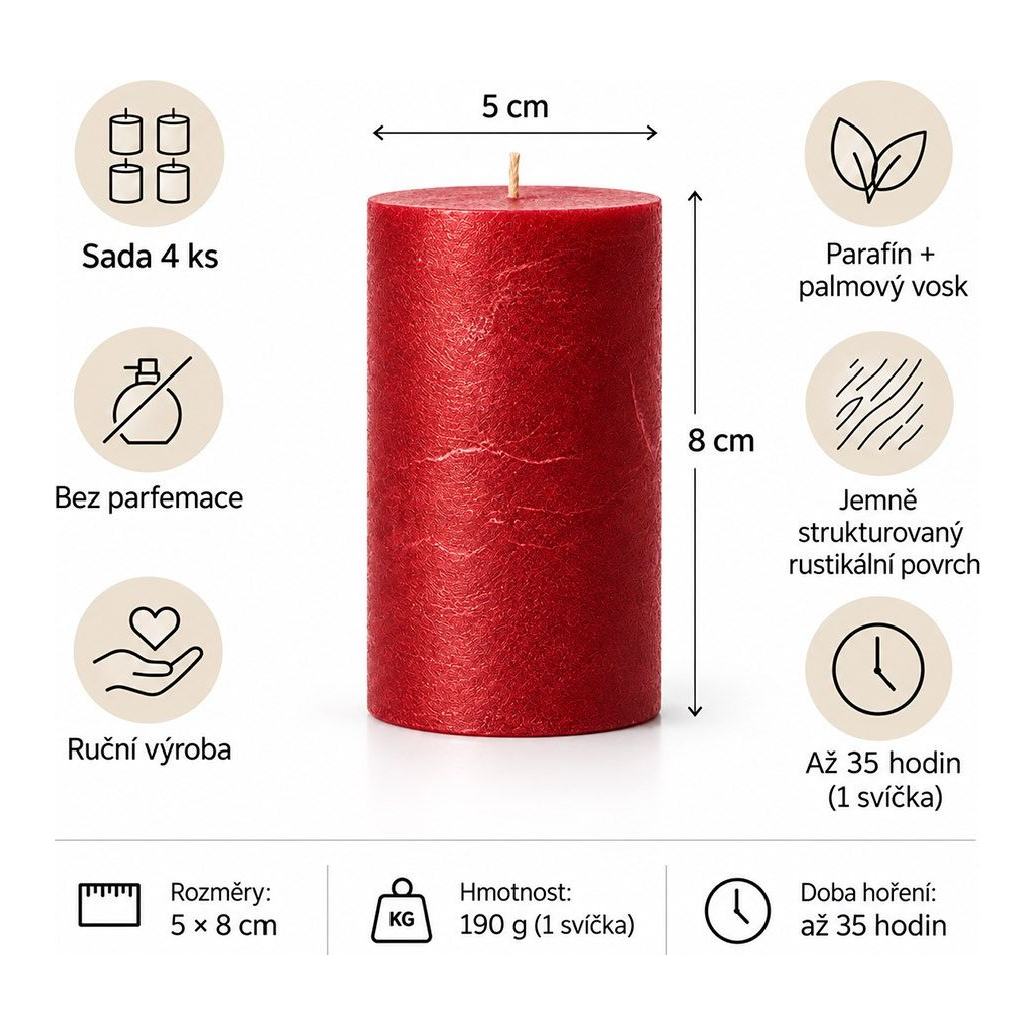 5 cm
Sada 4 ks
Parafín +
palmový vosk
8 cm
Bez parfemace
Jemně
strukturovaný
rustikální povrch
Ruční výroba
Až 35 hodin
(1 svíčka)
Rozměry:
5 × 8 cm
KG
Hmotnost:
190 g (1 svíčka)
Doba hoření:
až 35 hodin